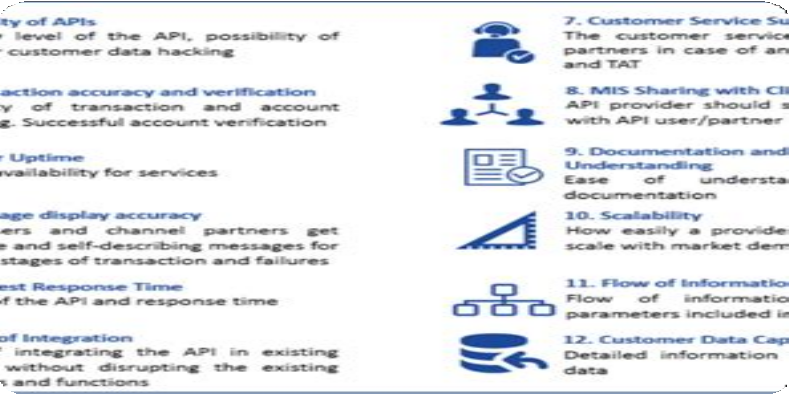 ty of APIs
level of the API, possibility of
customer data hacking
action accuracy and verification
y of transaction and account
g. Successful account verification
Uptime
availability for services
age display accuracy
ers and channel partners get
e and self-describing messages for
stages of transaction and failures
est Response Time
of the API and response time
of Integration
integrating the API in existing
without disrupting the existing
s and functions
7. Customer Service Su
The customer service
partners in case of an
and TAT
8. MIS Sharing with Cli
API provider should s
with API user/partner
9. Documentation and
Understanding
Ease of understa
documentation
10. Scalability
How easily a provide
scale with market dem
11. Flow of Informatio
Flow of informatio
parameters included i
12. Customer Data Cap
Detailed information
data